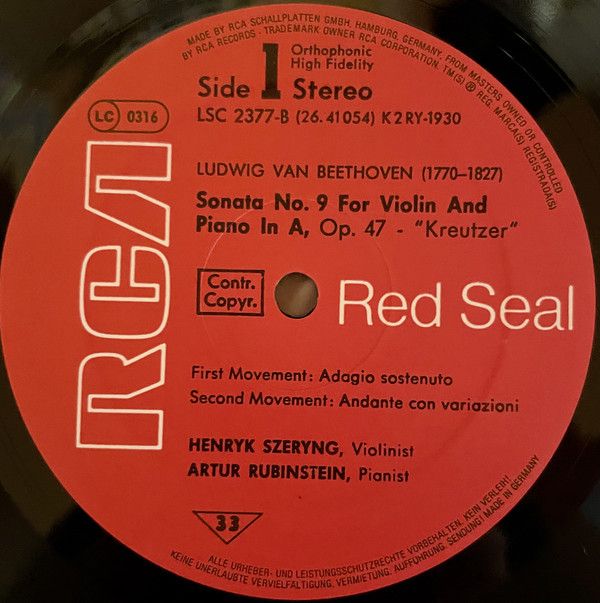 MADE BY RCA SCHALLPLATTEN GMBH, HAMBURG, GERMANY, FROM MASTERS OWNED OR CONTROLLED
BY RCA RECORDS · TRADEMARK OWNER RCA CORPORATION. TM(S) ® REG. MARCA(S) REGISTRADA(S)
Orthophonic
High Fidelity
Side 1 Stereo
LC 0316
LSC 2377-B (26.41054) K2RY-1930
LUDWIG VAN BEETHOVEN (1770–1827)
Sonata No. 9 For Violin And
Piano In A, Op. 47 - "Kreutzer"
RCA
Contr.
Copyr.
Red Seal
First Movement: Adagio sostenuto
Second Movement: Andante con variazioni
HENRYK SZERYNG, Violinist
ARTUR RUBINSTEIN, Pianist
33
ALLE URHEBER- UND LEISTUNGSSCHUTZRECHTE VORBEHALTEN. KEIN VERLEIH!
KEINE UNERLAUBTE VERVIELFÄLTIGUNG, VERMIETUNG, AUFFÜHRUNG, SENDUNG! MADE IN GERMANY